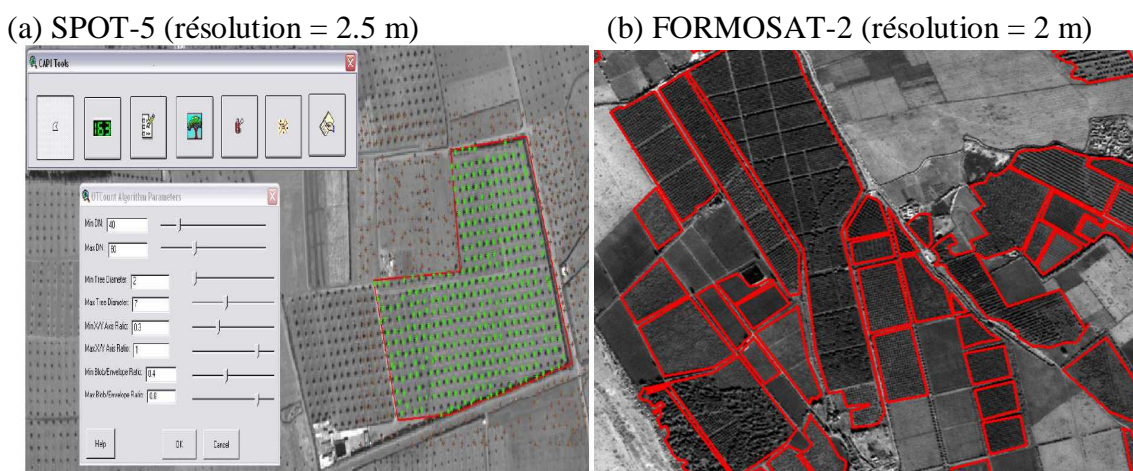 (a) SPOT-5 (résolution = 2.5 m)
(b) FORMOSAT-2 (résolution = 2 m)
CAPI Tools
163
OTCount Algorithm Parameters
Min DN: 40
Max DN: 80
Min Tree Diameter: 2
Max Tree Diameter: 7
Min X/Y Axis Ratio: 0.3
Max X/Y Axis Ratio: 1
Min Blob/Envelope Ratio: 0.4
Max Blob/Envelope Ratio:
Help
OK
Cancel